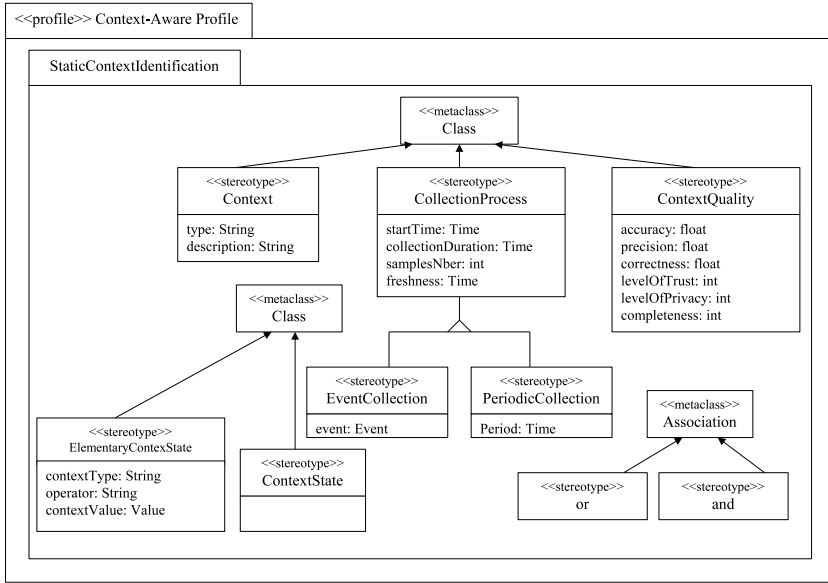 <<profile>> Context-Aware Profile
StaticContextIdentification
<<metaclass>>
Class
<<stereotype>>
Context
type: String
description: String
<<stereotype>>
CollectionProcess
startTime: Time
collectionDuration: Time
samplesNber: int
freshness: Time
<<stereotype>>
ContextQuality
accuracy: float
precision: float
correctness: float
levelOfTrust: int
levelOfPrivacy: int
completeness: int
<<metaclass>>
Class
<<stereotype>>
EventCollection
event: Event
<<stereotype>>
PeriodicCollection
Period: Time
<<stereotype>>
ElementaryContexState
contextType: String
operator: String
contextValue: Value
<<stereotype>>
ContextState
<<metaclass>>
Association
<<stereotype>>
or
<<stereotype>>
and